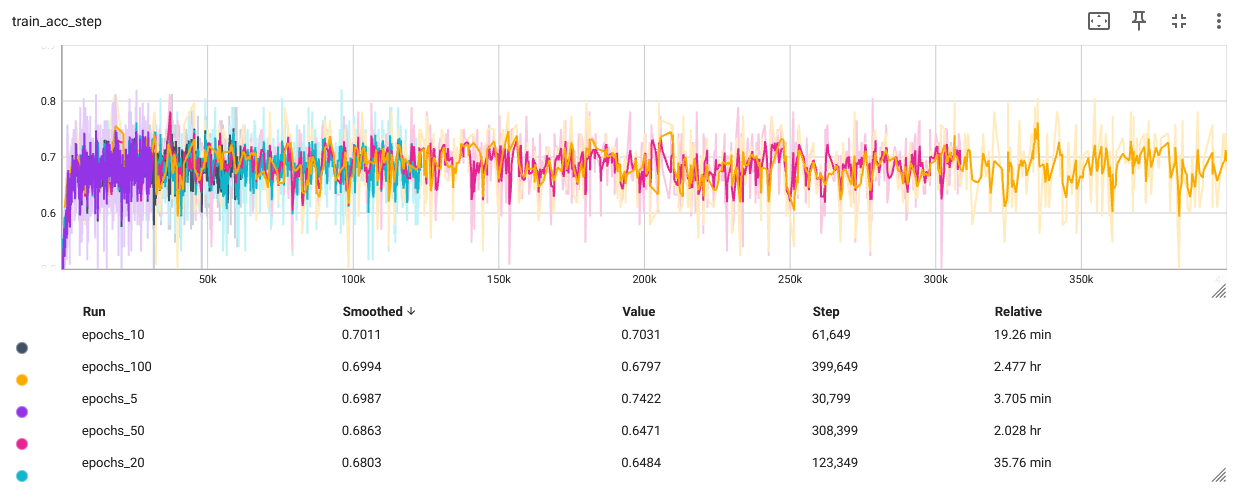 train_acc_step
0.8
0.7
0.6
50k 100k 150k 200k 250k 300k 350k
Run Smoothed Value Step Relative
epochs_10 0.7011 0.7031 61,649 19.26 min
epochs_100 0.6994 0.6797 399,649 2.477 hr
epochs_5 0.6987 0.7422 30,799 3.705 min
epochs_50 0.6863 0.6471 308,399 2.028 hr
epochs_20 0.6803 0.6484 123,349 35.76 min